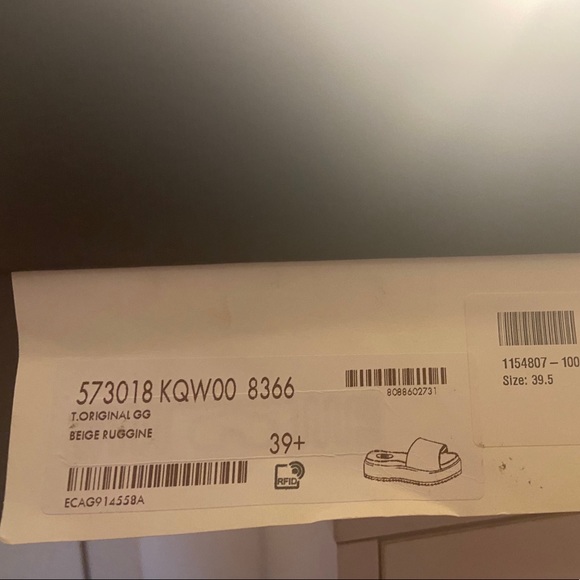 573018 KQW00 8366
T.ORIGINAL GG
BEIGE RUGGINE
39+
8088602731
RFID
ECAG914558A
1154807-100
Size: 39.5